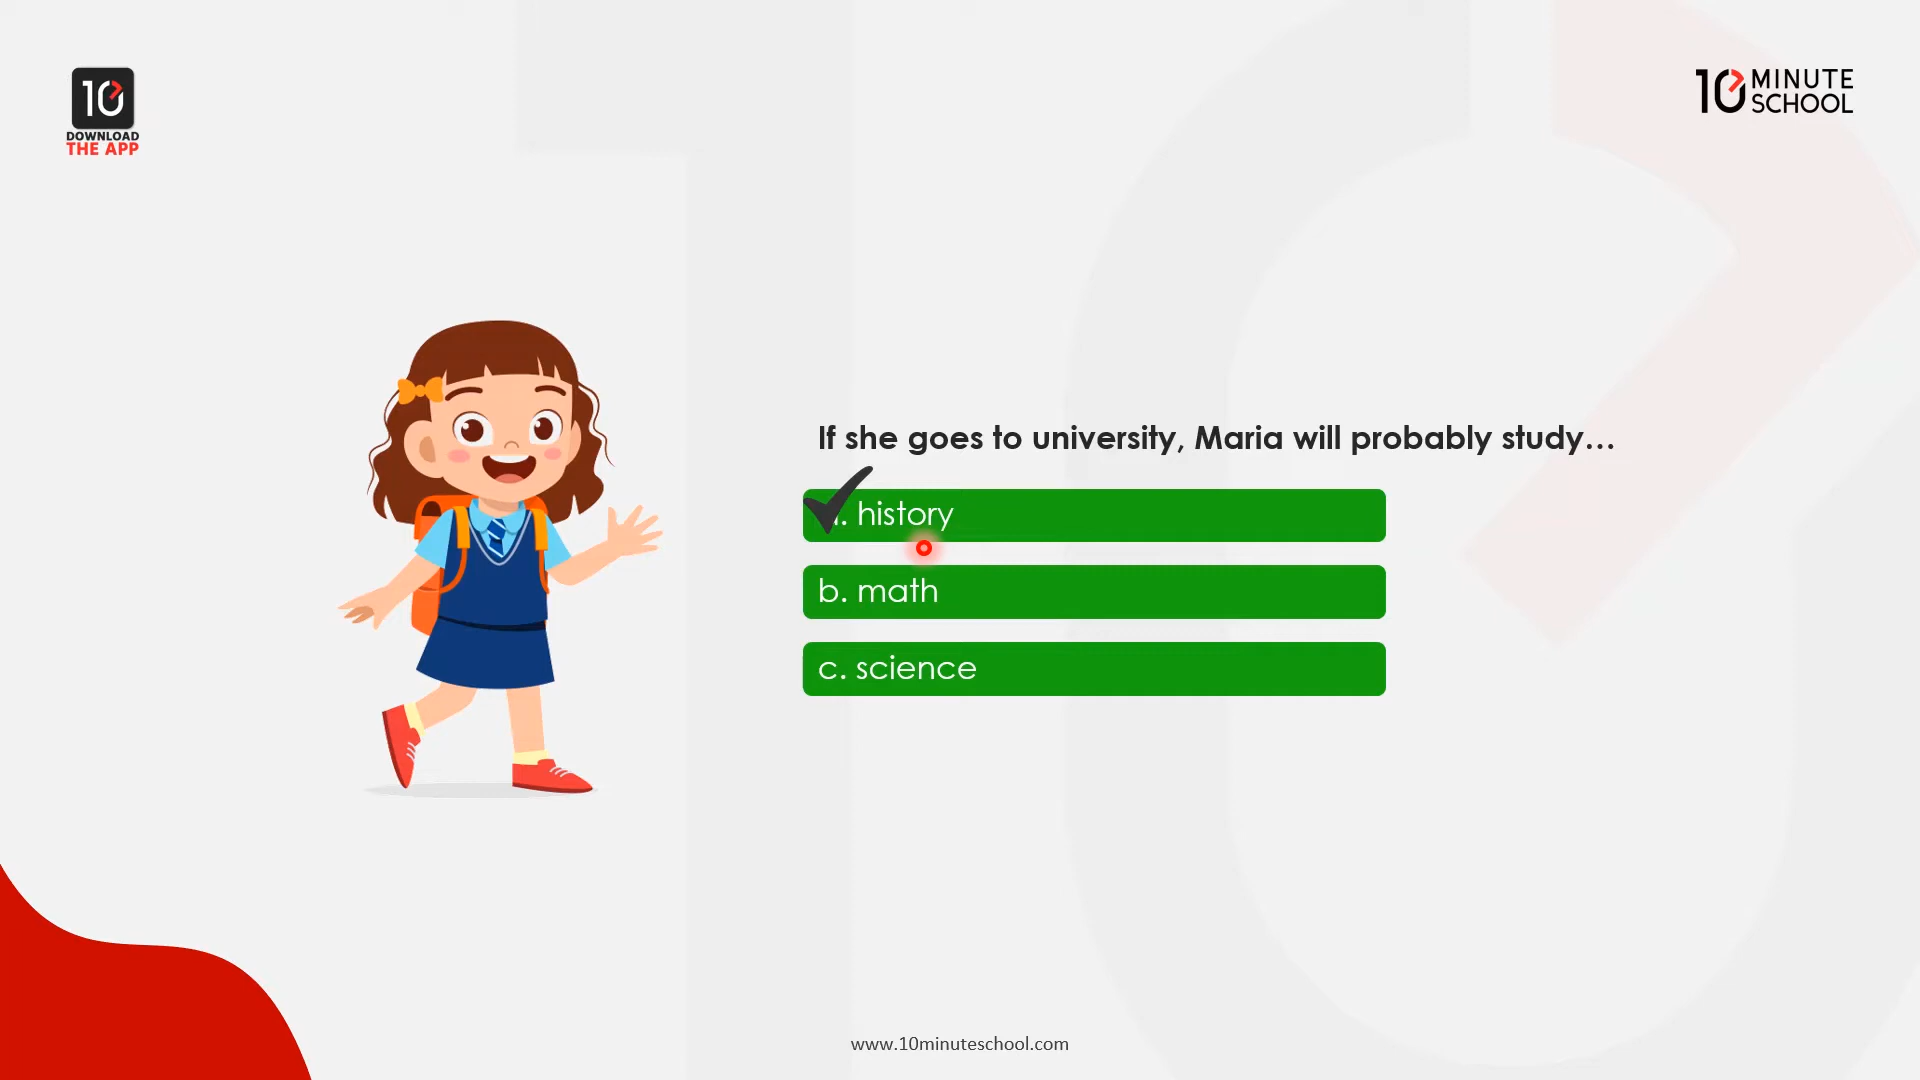 10
DOWNLOAD
THE APP
10 MINUTE
SCHOOL
If she goes to university, Maria will probably study...
. history
b. math
c. science
www.10minuteschool.com